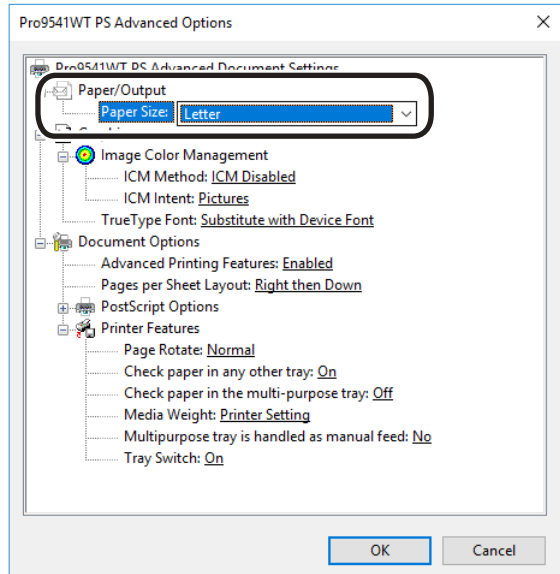 Pro9541WT PS Advanced Options
Pro9541WT PS Advanced Document Settings
Paper/Output
Paper Size: Letter
Image Color Management
ICM Method: ICM Disabled
ICM Intent: Pictures
TrueType Font: Substitute with Device Font
Document Options
Advanced Printing Features: Enabled
Pages per Sheet Layout: Right then Down
PostScript Options
Printer Features
Page Rotate: Normal
Check paper in any other tray: On
Check paper in the multi-purpose tray: Off
Media Weight: Printer Setting
Multipurpose tray is handled as manual feed: No
Tray Switch: On
OK Cancel